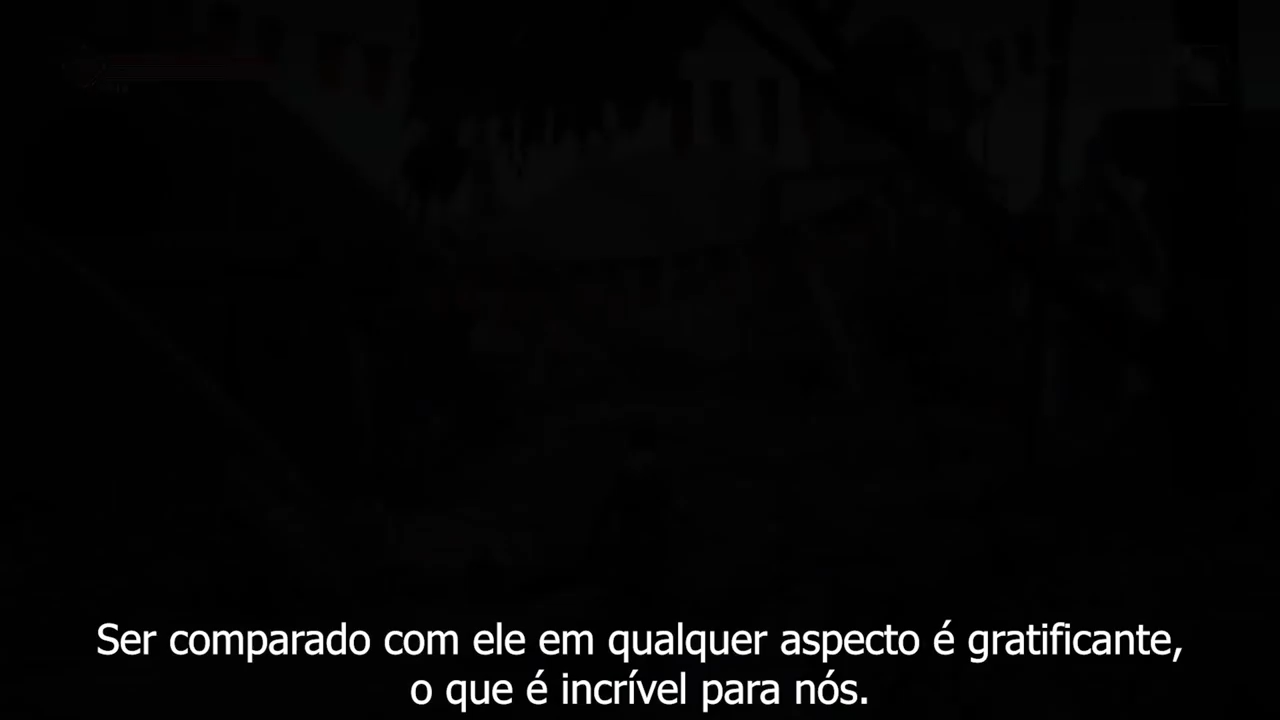 Ser comparado com ele em qualquer aspecto é gratificante,
o que é incrível para nós.